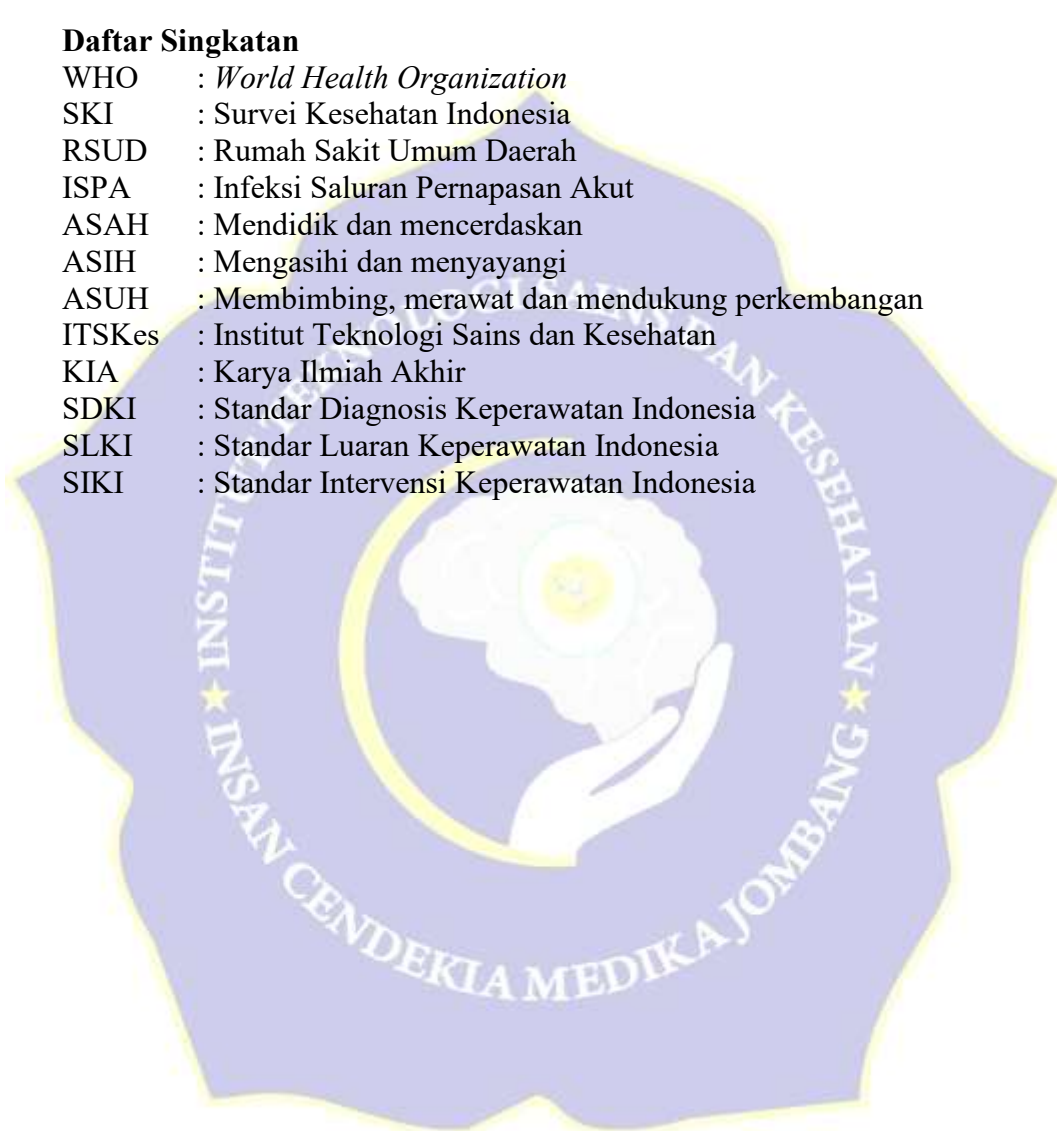 Daftar Singkatan
WHO : World Health Organization
SKI : Survei Kesehatan Indonesia
RSUD : Rumah Sakit Umum Daerah
ISPA : Infeksi Saluran Pernapasan Akut
ASAH : Mendidik dan mencerdaskan
ASIH : Mengasihi dan menyayangi
ASUH : Membimbing, merawat dan mendukung perkembangan
ITSKes : Institut Teknologi Sains dan Kesehatan
KIA : Karya Ilmiah Akhir
SDKI : Standar Diagnosis Keperawatan Indonesia
SLKI : Standar Luaran Keperawatan Indonesia
SIKI : Standar Intervensi Keperawatan Indonesia
INSTITUT TEKNOLOGI SAINS DAN KESEHATAN
INSAN CENDEKIA MEDIKA JOMBANG